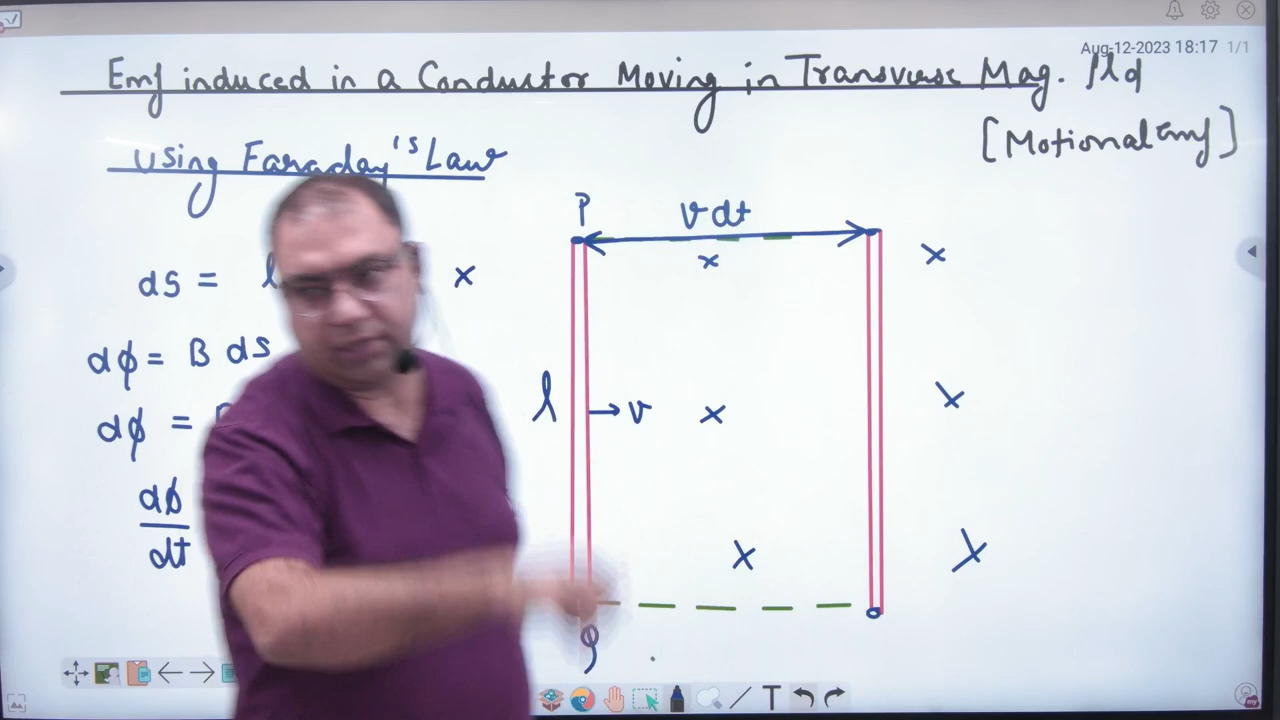 Aug-12-2023 18:17 1/1
Emf induced in a Conductor Moving in Transverse Mag. fld
[Motional Emf]
Using Faraday's Law
P
v dt
dS = l
×
×
×
dφ = B dS
l
→ v
×
×
dφ =
dφ
dt
×
×
Q
T